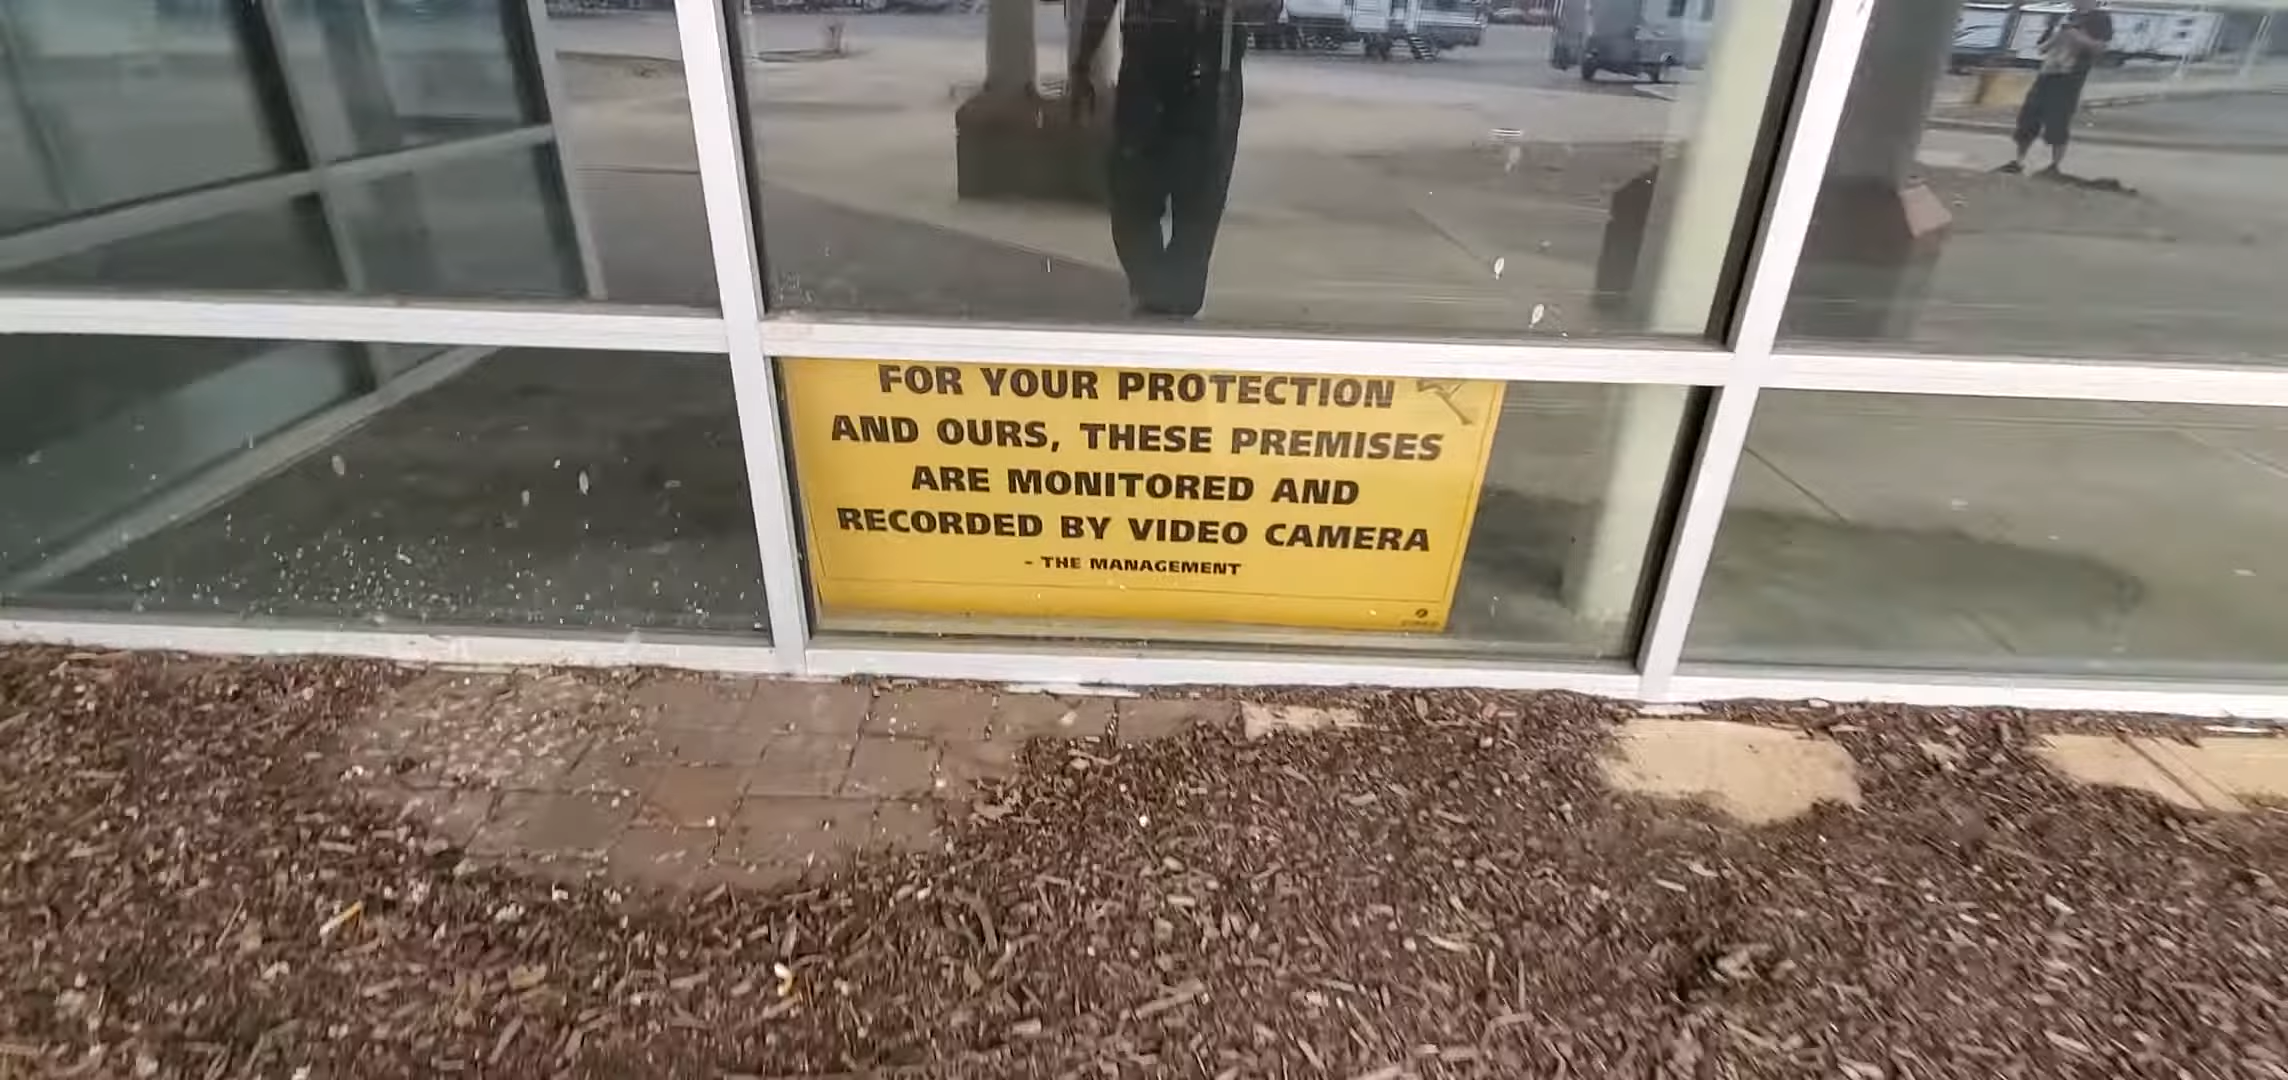 FOR YOUR PROTECTION
AND OURS, THESE PREMISES
ARE MONITORED AND
RECORDED BY VIDEO CAMERA
- THE MANAGEMENT